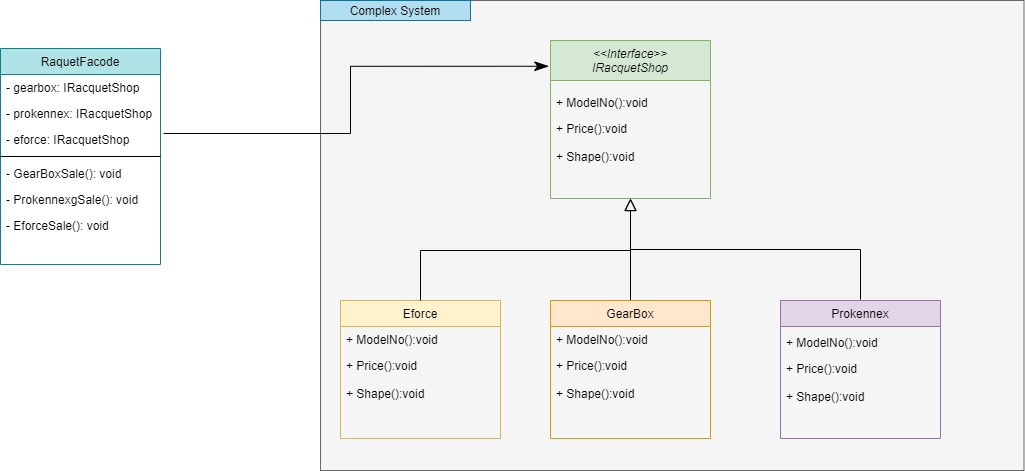 Complex System
RaquetFacode
- gearbox: IRacquetShop
- prokennex: IRacquetShop
- eforce: IRacquetShop
- GearBoxSale(): void
- ProkennexgSale(): void
- EforceSale(): void
<<Interface>>
IRacquetShop
+ ModelNo():void
+ Price():void
+ Shape():void
Eforce
+ ModelNo():void
+ Price():void
+ Shape():void
GearBox
+ ModelNo():void
+ Price():void
+ Shape():void
Prokennex
+ ModelNo():void
+ Price():void
+ Shape():void